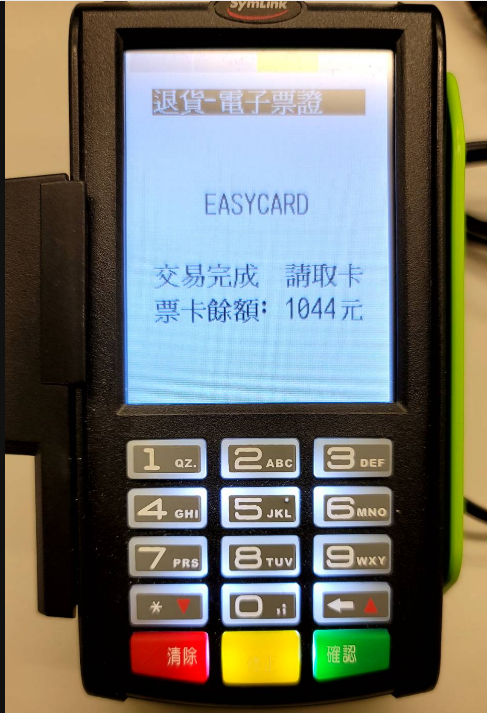 SymLink
退貨-電子票證
EASYCARD
交易完成 請取卡
票卡餘額: 1044元
1 QZ. 2 ABC 3 DEF
4 GHI 5 JKL 6 MNO
7 PRS 8 TUV 9 WXY
* 0 ,;
清除 確認